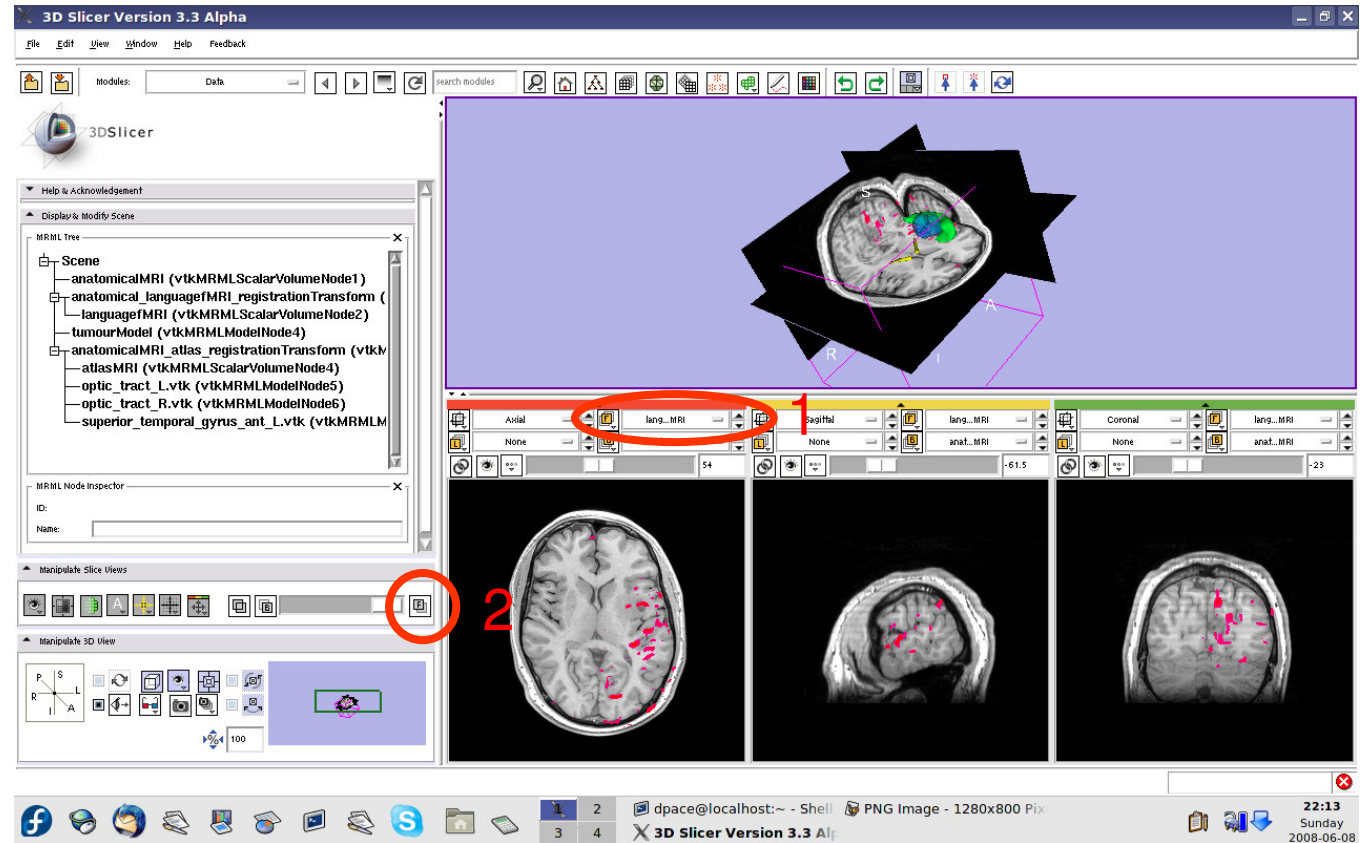 3D Slicer Version 3.3 Alpha
File Edit View Window Help Feedback
Modules: Data search modules
3DSlicer
Help & Acknowledgement
Display & Modify Scene
MRML Tree
Scene
anatomicalMRI (vtkMRMLScalarVolumeNode1)
anatomical_languagefMRI_registrationTransform (
languagefMRI (vtkMRMLScalarVolumeNode2)
tumourModel (vtkMRMLModelNode4)
anatomicalMRI_atlas_registrationTransform (vtkM
atlasMRI (vtkMRMLScalarVolumeNode4)
optic_tract_L.vtk (vtkMRMLModelNode5)
optic_tract_R.vtk (vtkMRMLModelNode6)
superior_temporal_gyrus_ant_L.vtk (vtkMRMLM
MRML Node Inspector
ID:
Name:
Manipulate Slice Views
B F
2
Manipulate 3D View
P S
R L
I A
100
S
A
R I
1
Axial F lang...MRI Sagittal F lang...MRI Coronal F lang...MRI
L None B L None B anat...MRI L None B anat...MRI
54 -61.5 -23
1 2
3 4
dpace@localhost:~ - Shell PNG Image - 1280x800 Pix
3D Slicer Version 3.3 Alp
22:13
Sunday
2008-06-08